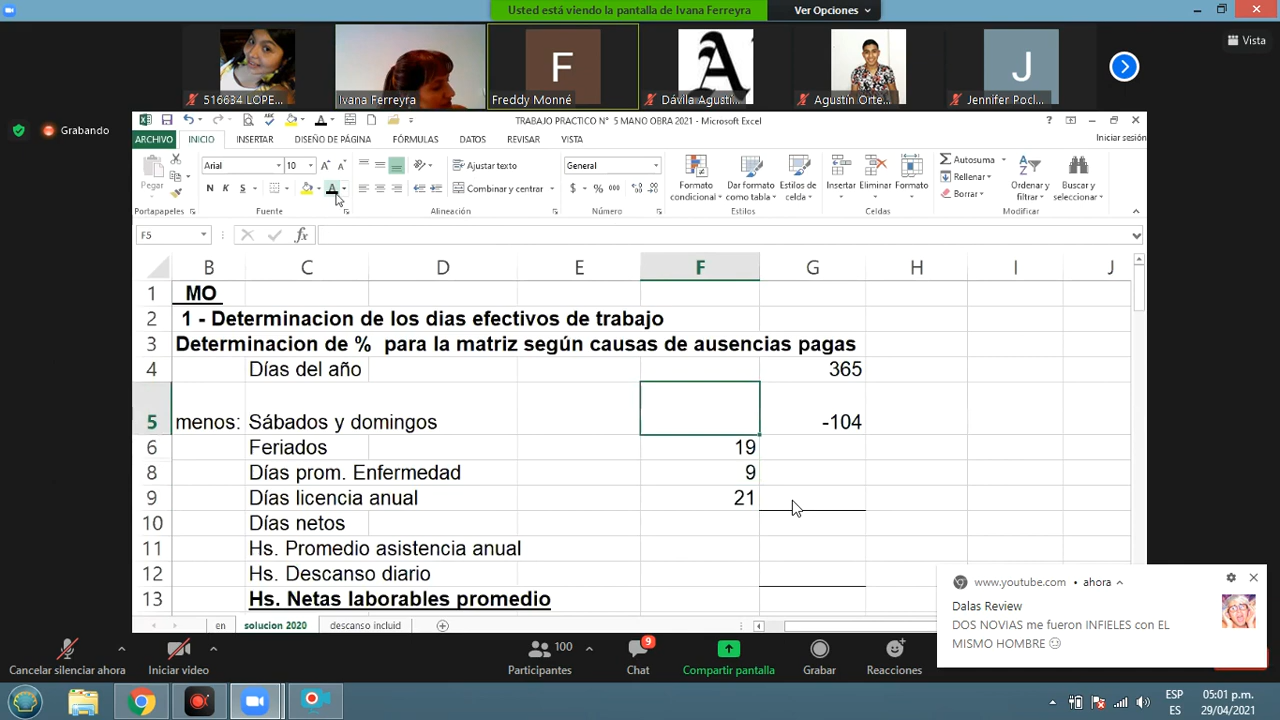 Usted está viendo la pantalla de Ivana Ferreyra
Ver Opciones
Vista
516634 LOPE...
Ivana Ferreyra
F
Freddy Monné
A
Dávila Agusti...
Agustín Orte...
J
Jennifer Pocl...
Grabando
TRABAJO PRACTICO N° 5 MANO OBRA 2021 - Microsoft Excel
ARCHIVO INICIO INSERTAR DISEÑO DE PÁGINA FÓRMULAS DATOS REVISAR VISTA
Iniciar sesión
Pegar
Arial 10
N K S
Ajustar texto
Combinar y centrar
General
$ % 000
Formato condicional
Dar formato como tabla
Estilos de celda
Insertar
Eliminar
Formato
Autosuma
Rellenar
Borrar
Ordenar y filtrar
Buscar y seleccionar
Portapapeles Fuente Alineación Número Estilos Celdas Modificar
F5 fx
B C D E F G H I J
1 MO
2 1 - Determinacion de los dias efectivos de trabajo
3 Determinacion de % para la matriz según causas de ausencias pagas
4 Días del año 365
5 menos: Sábados y domingos -104
6 Feriados 19
8 Días prom. Enfermedad 9
9 Días licencia anual 21
10 Días netos
11 Hs. Promedio asistencia anual
12 Hs. Descanso diario
13 Hs. Netas laborables promedio
en solucion 2020 descanso incluid
www.youtube.com • ahora
Dalas Review
DOS NOVIAS me fueron INFIELES con EL
MISMO HOMBRE
Cancelar silenciar ahora
Iniciar video
100
Participantes
9
Chat
Compartir pantalla
Grabar
Reacciones
ESP
ES
05:01 p.m.
29/04/2021